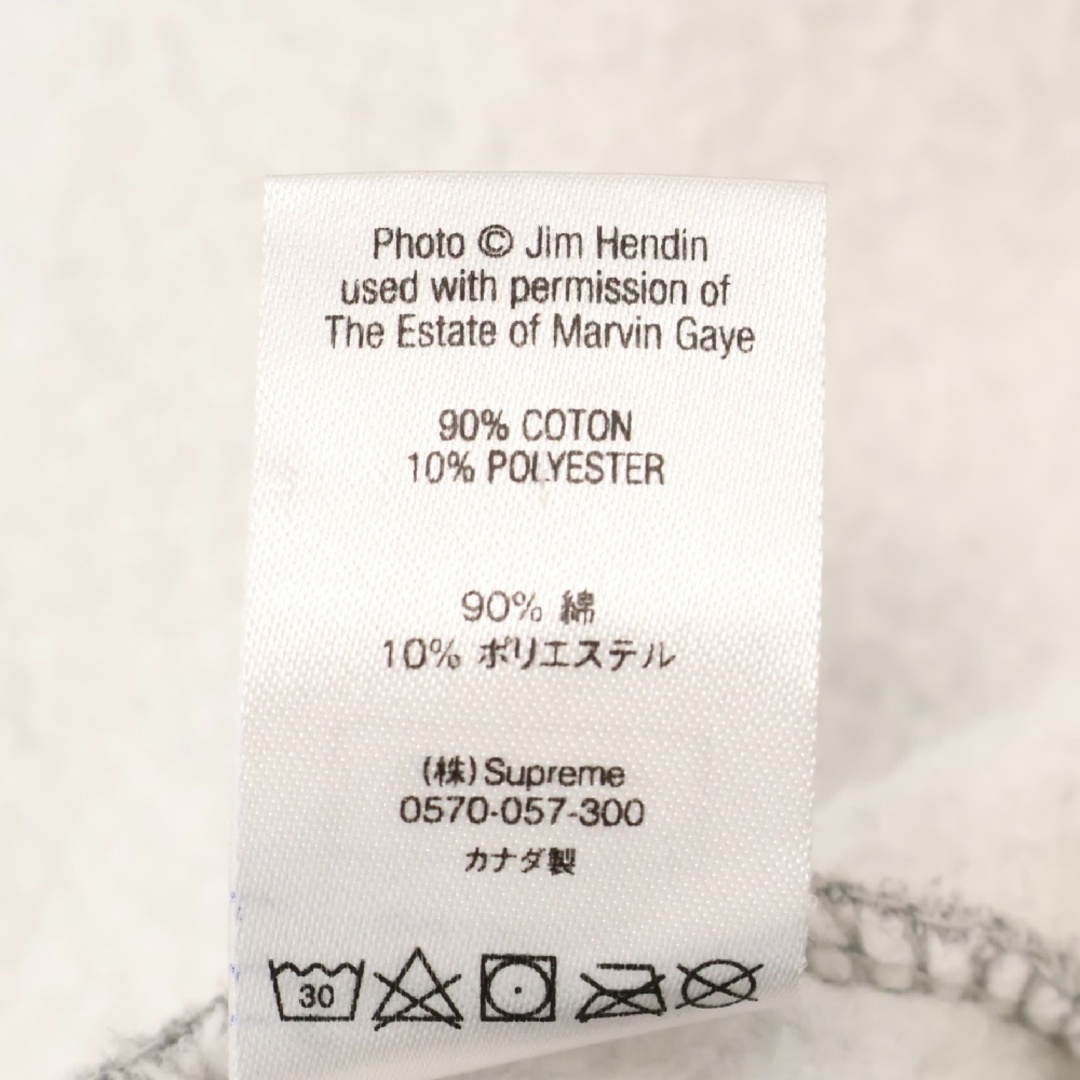 Photo © Jim Hendin
used with permission of
The Estate of Marvin Gaye
90% COTON
10% POLYESTER
90% 綿
10% ポリエステル
(株)Supreme
0570-057-300
カナダ製
30